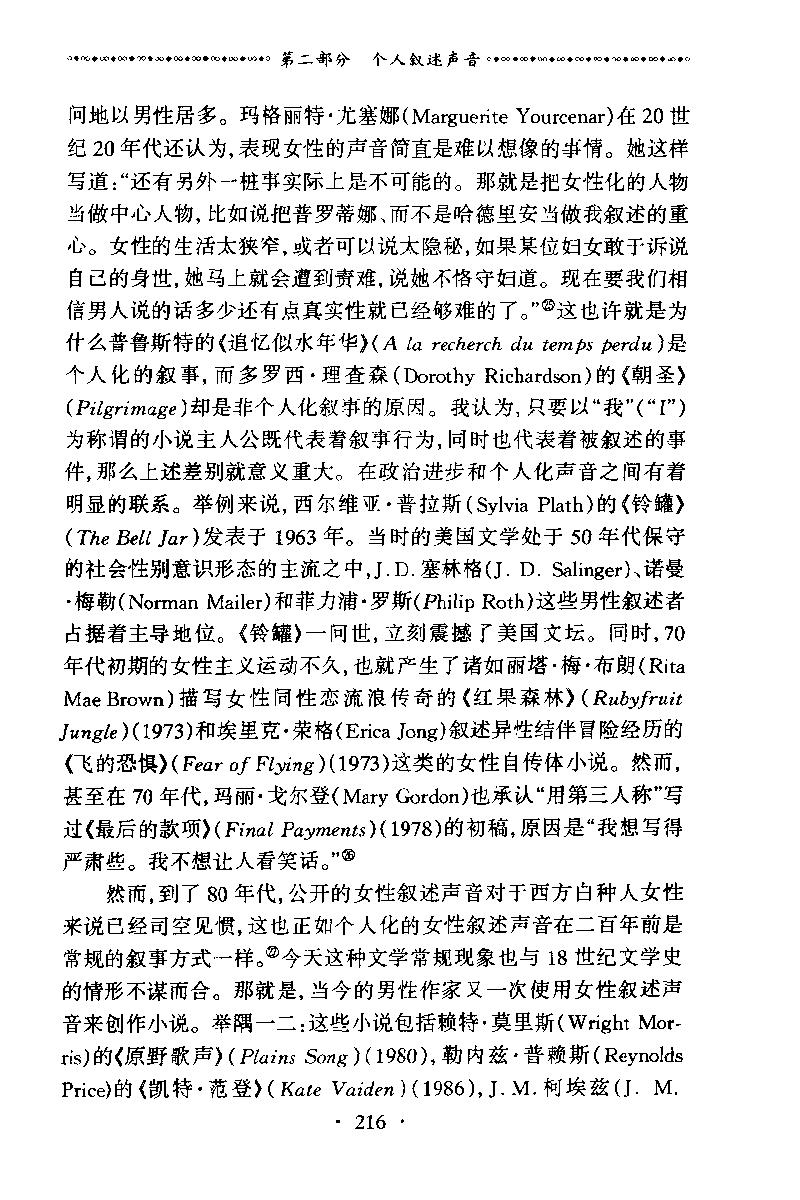 第二部分 个人叙述声音
问地以男性居多。玛格丽特·尤塞娜(Marguerite Yourcenar)在20世
纪20年代还认为,表现女性的声音简直是难以想像的事情。她这样
写道:“还有另外一桩事实际上是不可能的。那就是把女性化的人物
当做中心人物,比如说把普罗蒂娜、而不是哈德里安当做我叙述的重
心。女性的生活太狭窄,或者可以说太隐秘,如果某位妇女敢于诉说
自己的身世,她马上就会遭到责难,说她不恪守妇道。现在要我们相
信男人说的话多少还有点真实性就已经够难的了。”㉕这也许就是为
什么普鲁斯特的《追忆似水年华》(A la recherch du temps perdu)是
个人化的叙事,而多罗西·理查森(Dorothy Richardson)的《朝圣》
(Pilgrimage)却是非个人化叙事的原因。我认为,只要以“我”(“I”)
为称谓的小说主人公既代表着叙事行为,同时也代表着被叙述的事
件,那么上述差别就意义重大。在政治进步和个人化声音之间有着
明显的联系。举例来说,西尔维亚·普拉斯(Sylvia Plath)的《铃罐》
(The Bell Jar)发表于1963年。当时的美国文学处于50年代保守
的社会性别意识形态的主流之中,J.D.塞林格(J. D. Salinger)、诺曼
·梅勒(Norman Mailer)和菲力浦·罗斯(Philip Roth)这些男性叙述者
占据着主导地位。《铃罐》一问世,立刻震撼了美国文坛。同时,70
年代初期的女性主义运动不久,也就产生了诸如丽塔·梅·布朗(Rita
Mae Brown)描写女性同性恋流浪传奇的《红果森林》(Rubyfruit
Jungle)(1973)和埃里克·荣格(Erica Jong)叙述异性结伴冒险经历的
《飞的恐惧》(Fear of Flying)(1973)这类的女性自传体小说。然而,
甚至在70年代,玛丽·戈尔登(Mary Gordon)也承认“用第三人称”写
过《最后的款项》(Final Payments)(1978)的初稿,原因是“我想写得
严肃些。我不想让人看笑话。”㉖
然而,到了80年代,公开的女性叙述声音对于西方白种人女性
来说已经司空见惯,这也正如个人化的女性叙述声音在二百年前是
常规的叙事方式一样。㉗今天这种文学常规现象也与18世纪文学史
的情形不谋而合。那就是,当今的男性作家又一次使用女性叙述声
音来创作小说。举隅一二:这些小说包括赖特·莫里斯(Wright Mor-
ris)的《原野歌声》(Plains Song)(1980),勒内兹·普赖斯(Reynolds
Price)的《凯特·范登》(Kate Vaiden)(1986),J.M.柯埃兹(J. M.
· 216 ·